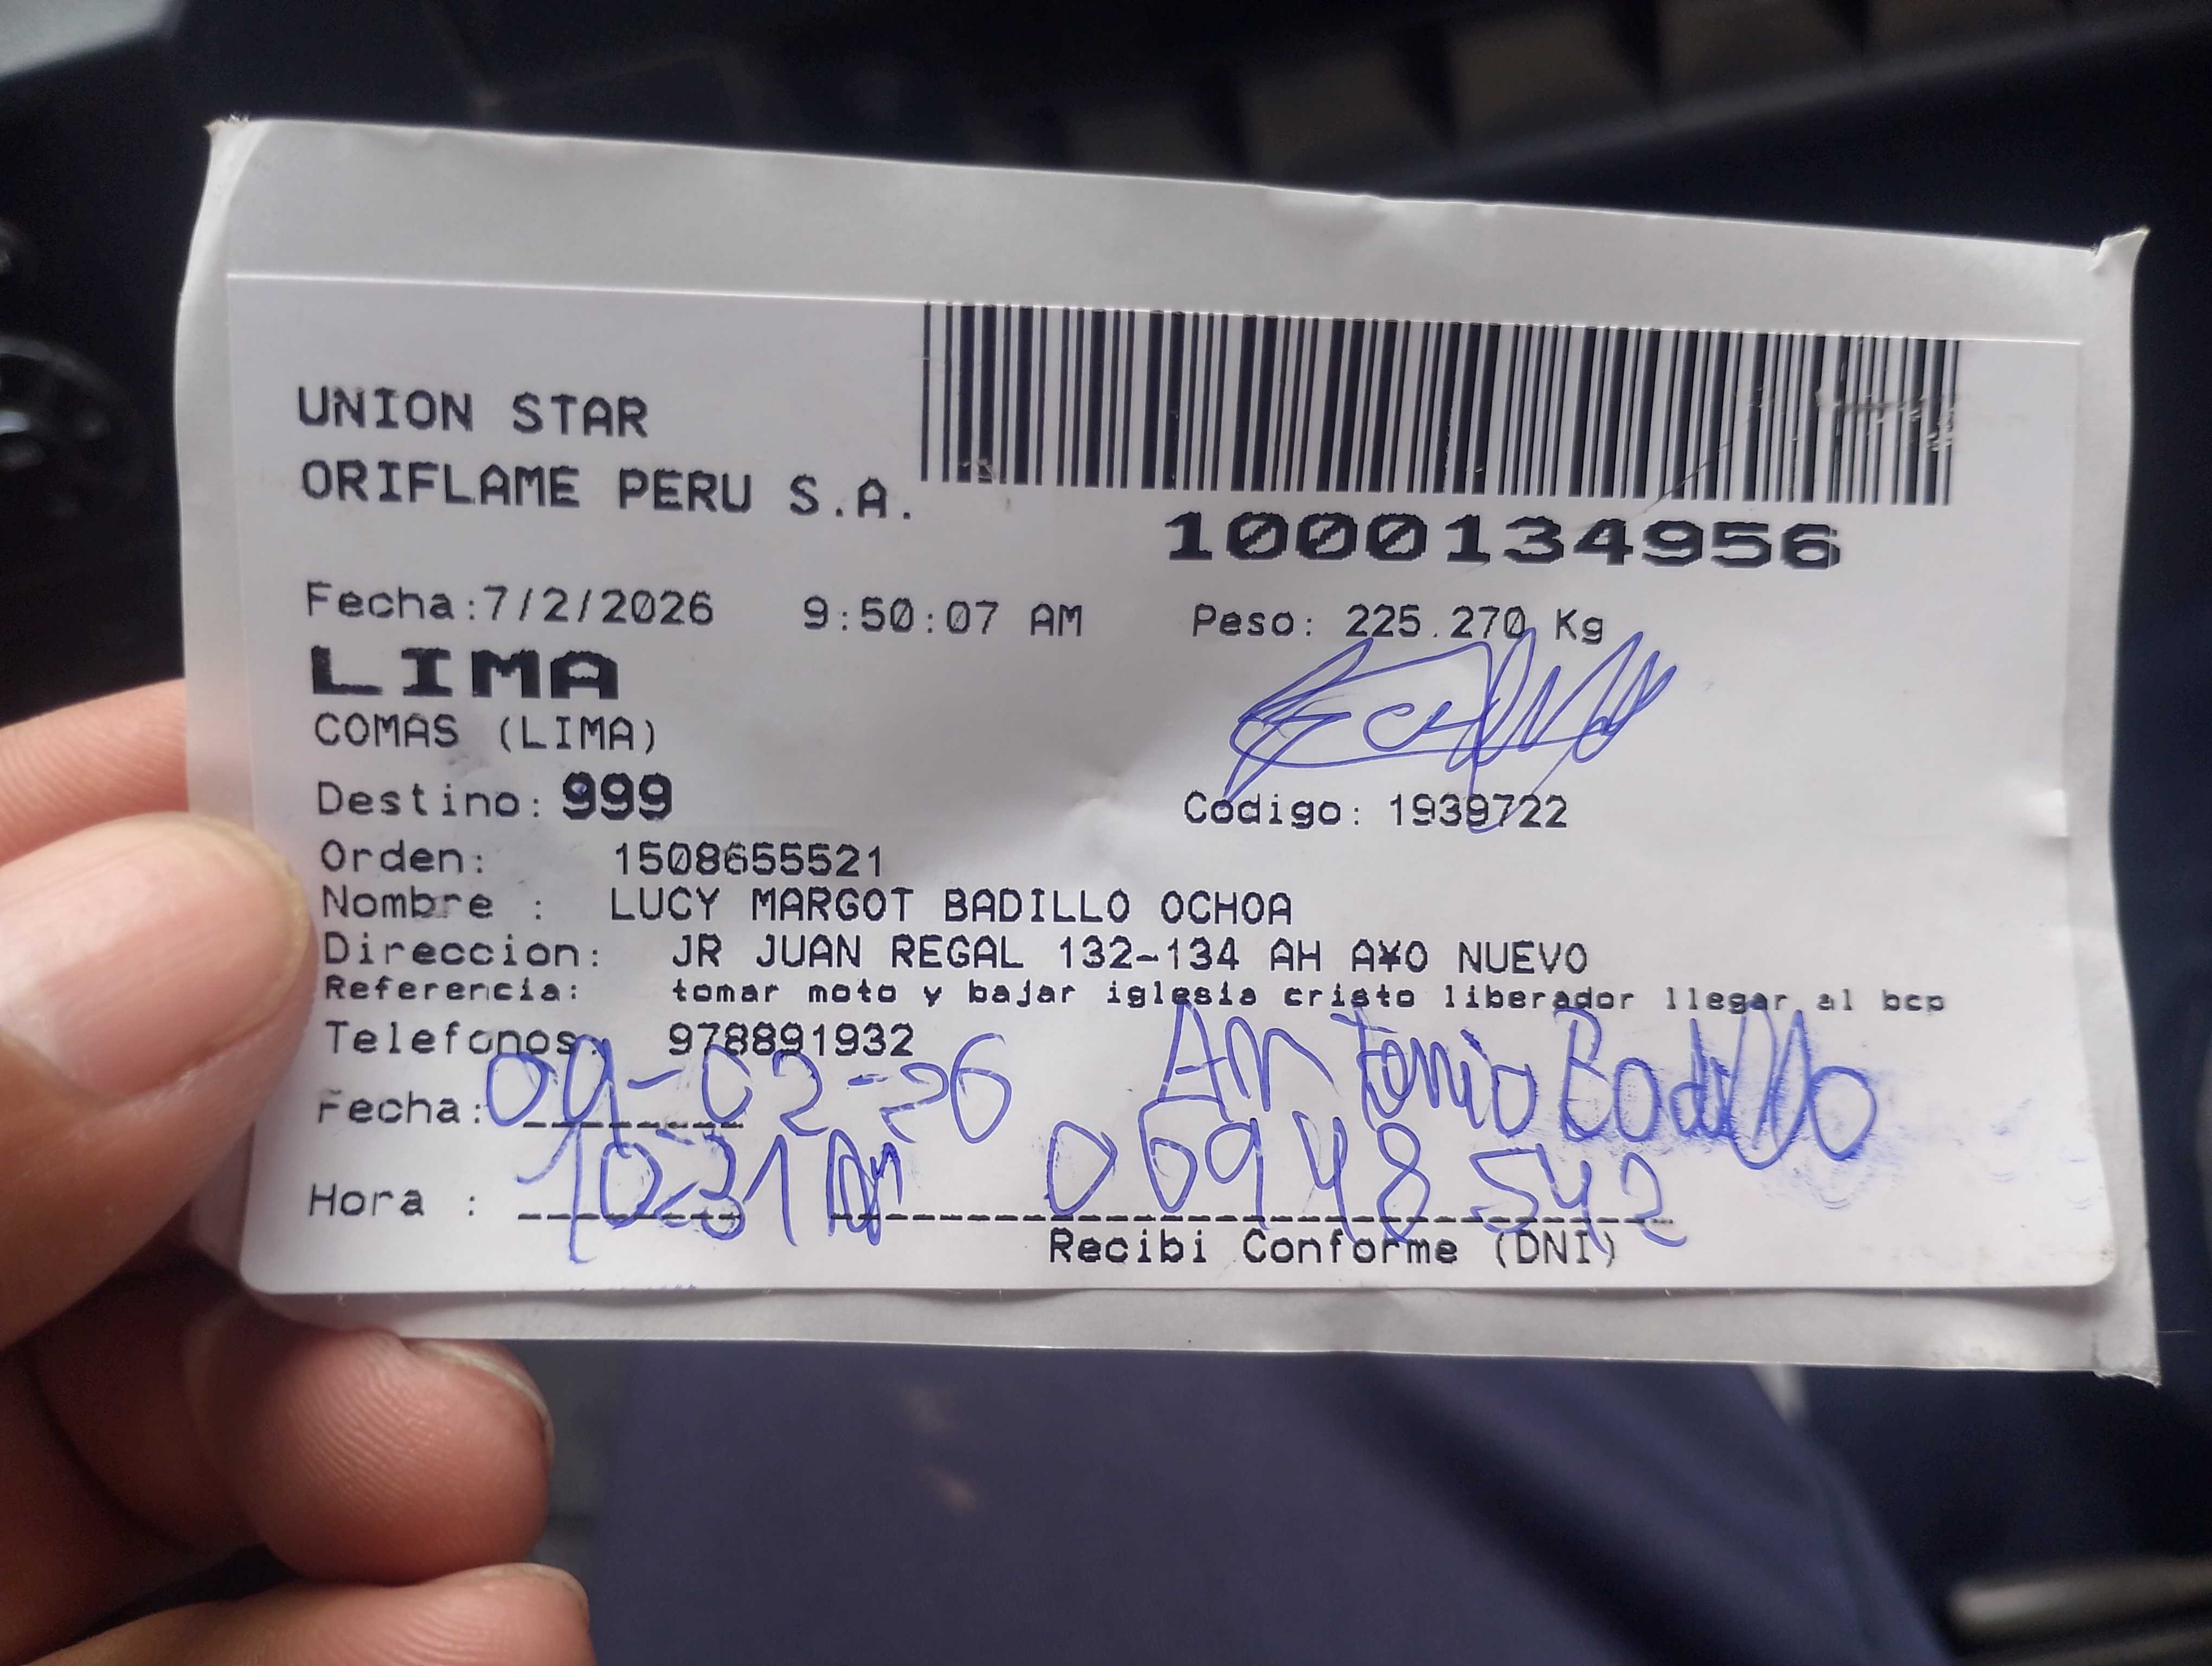 UNION STAR
ORIFLAME PERU S.A.
1000134956
Fecha:7/2/2026 9:50:07 AM Peso: 225.270 Kg
LIMA
COMAS (LIMA)
Destino: 999 Codigo: 1939722
Orden: 1508655521
Nombre : LUCY MARGOT BADILLO OCHOA
Direccion: JR JUAN REGAL 132-134 AH A¥O NUEVO
Referencia: tomar moto y bajar iglesia cristo liberador llegar al bcp
Telefonos: 978891932
Fecha: 09-02-26 Antonio Badillo
Hora : 10:31 AM 06948542
Recibi Conforme (DNI)